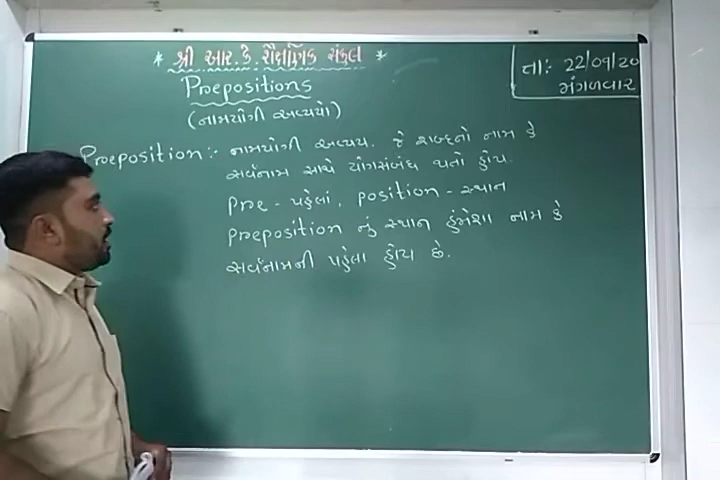 * શ્રી આર. કે. શૈક્ષણિક સંકુલ *
તા: 22/09/20
મંગળવાર
Prepositions
(નામયોગી અવ્યયો)
Preposition:- નામયોગી અવ્યય. જે શબ્દનો નામ કે
સર્વનામ સાથે યોગસંબંધ થતો હોય.
Pre - પહેલાં, position - સ્થાન
Preposition નું સ્થાન હંમેશા નામ કે
સર્વનામની પહેલા હોય છે.